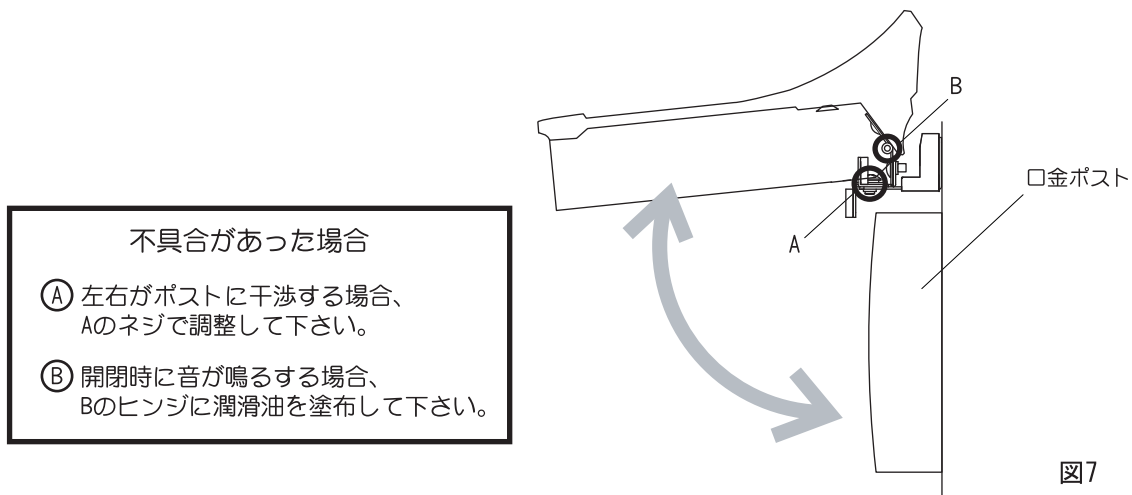 不具合があった場合
Ⓐ 左右がポストに干渉する場合、
Aのネジで調整して下さい。
Ⓑ 開閉時に音が鳴るする場合、
Bのヒンジに潤滑油を塗布して下さい。
B
口金ポスト
A
図7